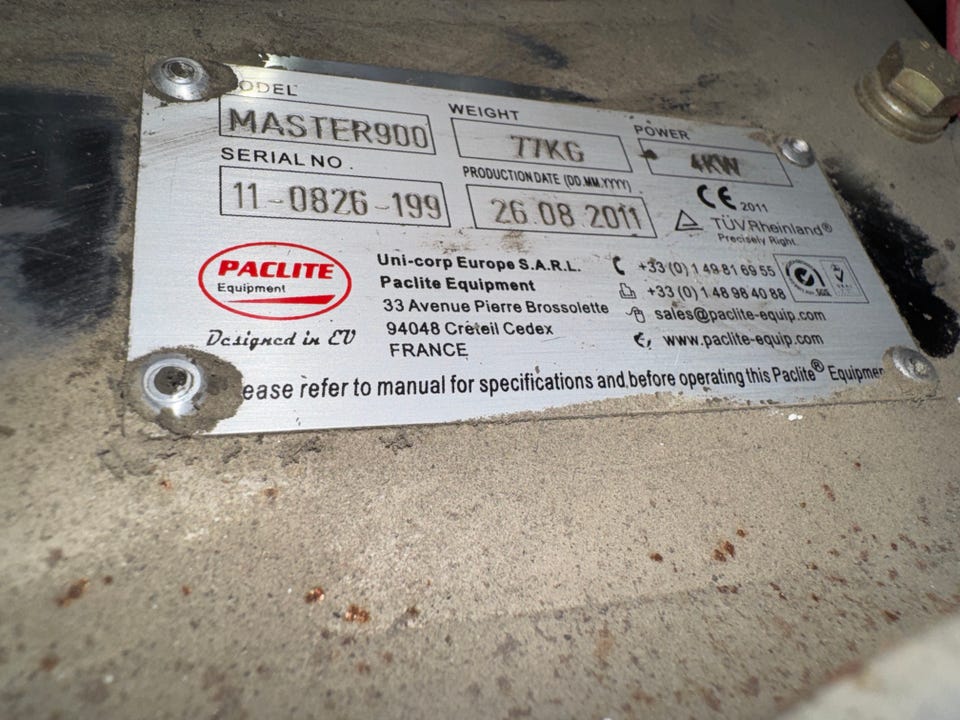 MODEL
MASTER900
WEIGHT
77KG
POWER
4KW
SERIAL NO.
11-0826-199
PRODUCTION DATE (DD.MM.YYYY)
26.08.2011
CE 2011
TÜVRheinland®
Precisely Right.
PACLITE
Equipment
Designed in EU
Uni-corp Europe S.A.R.L.
Paclite Equipment
33 Avenue Pierre Brossolette
94048 Créteil Cedex
FRANCE
+33 (0) 1 49 81 69 55
+33 (0) 1 48 98 40 88
sales@paclite-equip.com
www.paclite-equip.com
SGS
ease refer to manual for specifications and before operating this Paclite® Equipmen